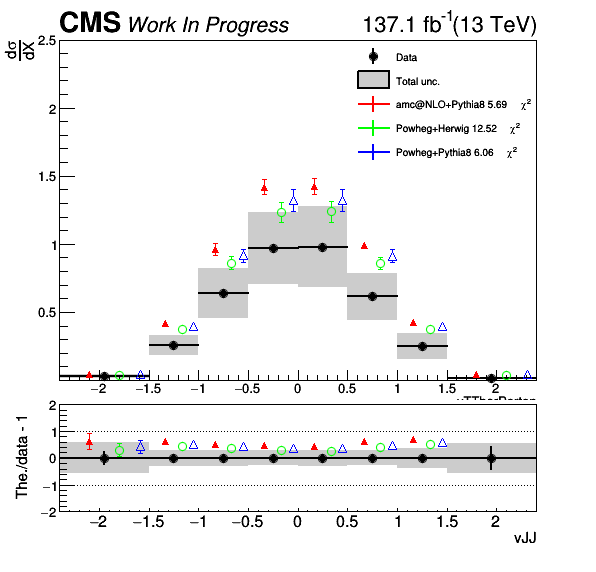 CMS Work In Progress 137.1 fb-1(13 TeV)
dσ
dX
Data
Total unc.
amc@NLO+Pythia8 5.69 χ2
Powheg+Herwig 12.52 χ2
Powheg+Pythia8 6.06 χ2
2.5
2
1.5
1
0.5
−2 −1.5 −1 −0.5 0 0.5 1 1.5 2
The./data - 1
2
1
0
−1
−2
−2 −1.5 −1 −0.5 0 0.5 1 1.5 2
vJJ